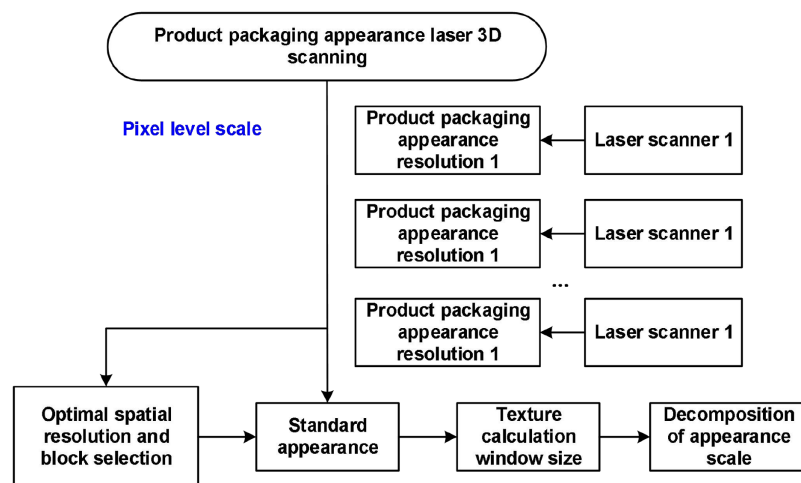 Product packaging appearance laser 3D
scanning
Pixel level scale
Product packaging
appearance
resolution 1
Laser scanner 1
Product packaging
appearance
resolution 1
Laser scanner 1
...
Product packaging
appearance
resolution 1
Laser scanner 1
Optimal spatial
resolution and
block selection
Standard
appearance
Texture
calculation
window size
Decomposition
of appearance
scale